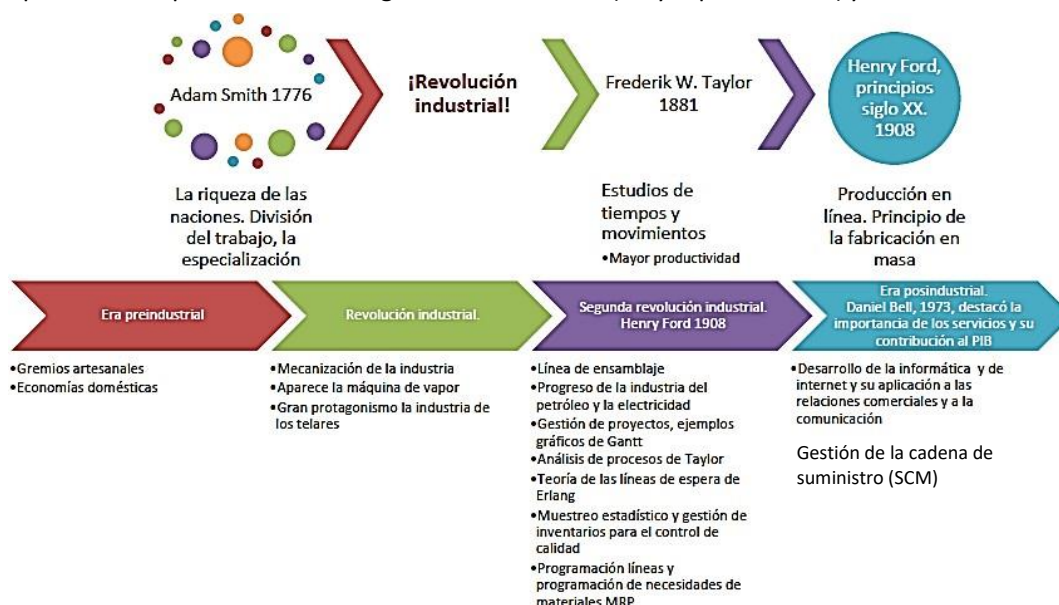 Adam Smith 1776
¡Revolución
industrial!
Frederik W. Taylor
1881
Henry Ford,
principios
siglo XX.
1908
La riqueza de las
naciones. División
del trabajo, la
especialización
Estudios de
tiempos y
movimientos
•Mayor productividad
Producción en
línea. Principio de
la fabricación en
masa
Era preindustrial
Revolución industrial.
Segunda revolución industrial.
Henry Ford 1908
Era posindustrial.
Daniel Bell, 1973, destacó la
importancia de los servicios y su
contribución al PIB
•Gremios artesanales
•Economías domésticas
•Mecanización de la industria
•Aparece la máquina de vapor
•Gran protagonismo la industria de
los telares
•Línea de ensamblaje
•Progreso de la industria del
petróleo y la electricidad
•Gestión de proyectos, ejemplos
gráficos de Gantt
•Análisis de procesos de Taylor
•Teoría de las líneas de espera de
Erlang
•Muestreo estadístico y gestión de
inventarios para el control de
calidad
•Programación líneas y
programación de necesidades de
materiales MRP
•Desarrollo de la informática y de
internet y su aplicación a las
relaciones comerciales y a la
comunicación
Gestión de la cadena de
suministro (SCM)